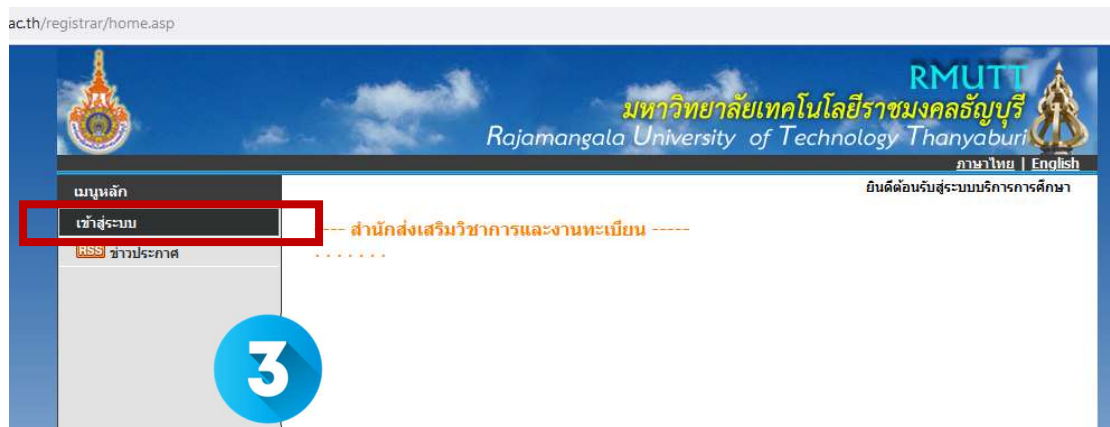 ac.th/registrar/home.asp
RMUTT
มหาวิทยาลัยเทคโนโลยีราชมงคลธัญบุรี
Rajamangala University of Technology Thanyaburi
ภาษาไทย | English
เมนูหลัก
ยินดีต้อนรับสู่ระบบบริการการศึกษา
เข้าสู่ระบบ
--- สำนักส่งเสริมวิชาการและงานทะเบียน -----
RSS ข่าวประกาศ
. . . . . . .
3